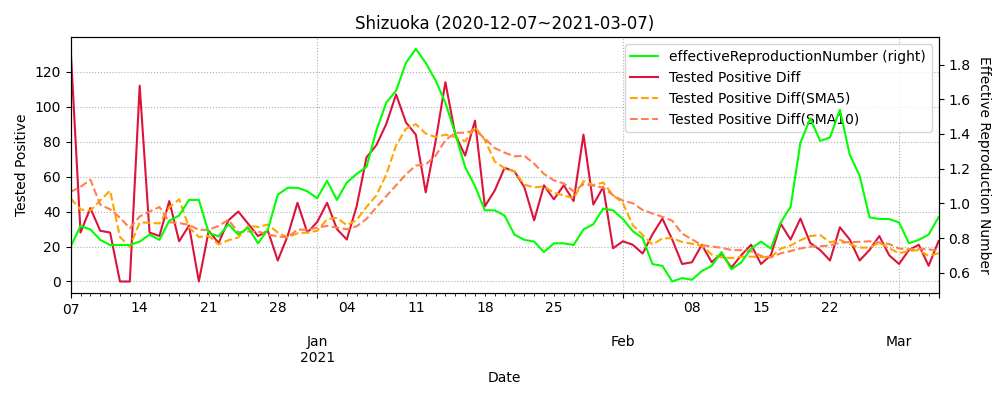 Shizuoka (2020-12-07~2021-03-07)
effectiveReproductionNumber (right)
Tested Positive Diff
Tested Positive Diff(SMA5)
Tested Positive Diff(SMA10)
Tested Positive
120
100
80
60
40
20
0
1.8
1.6
1.4
1.2
1.0
0.8
0.6
Effective Reproduction Number
07 14 21 28 04 11 18 25 08 15 22
Jan Feb Mar
2021
Date